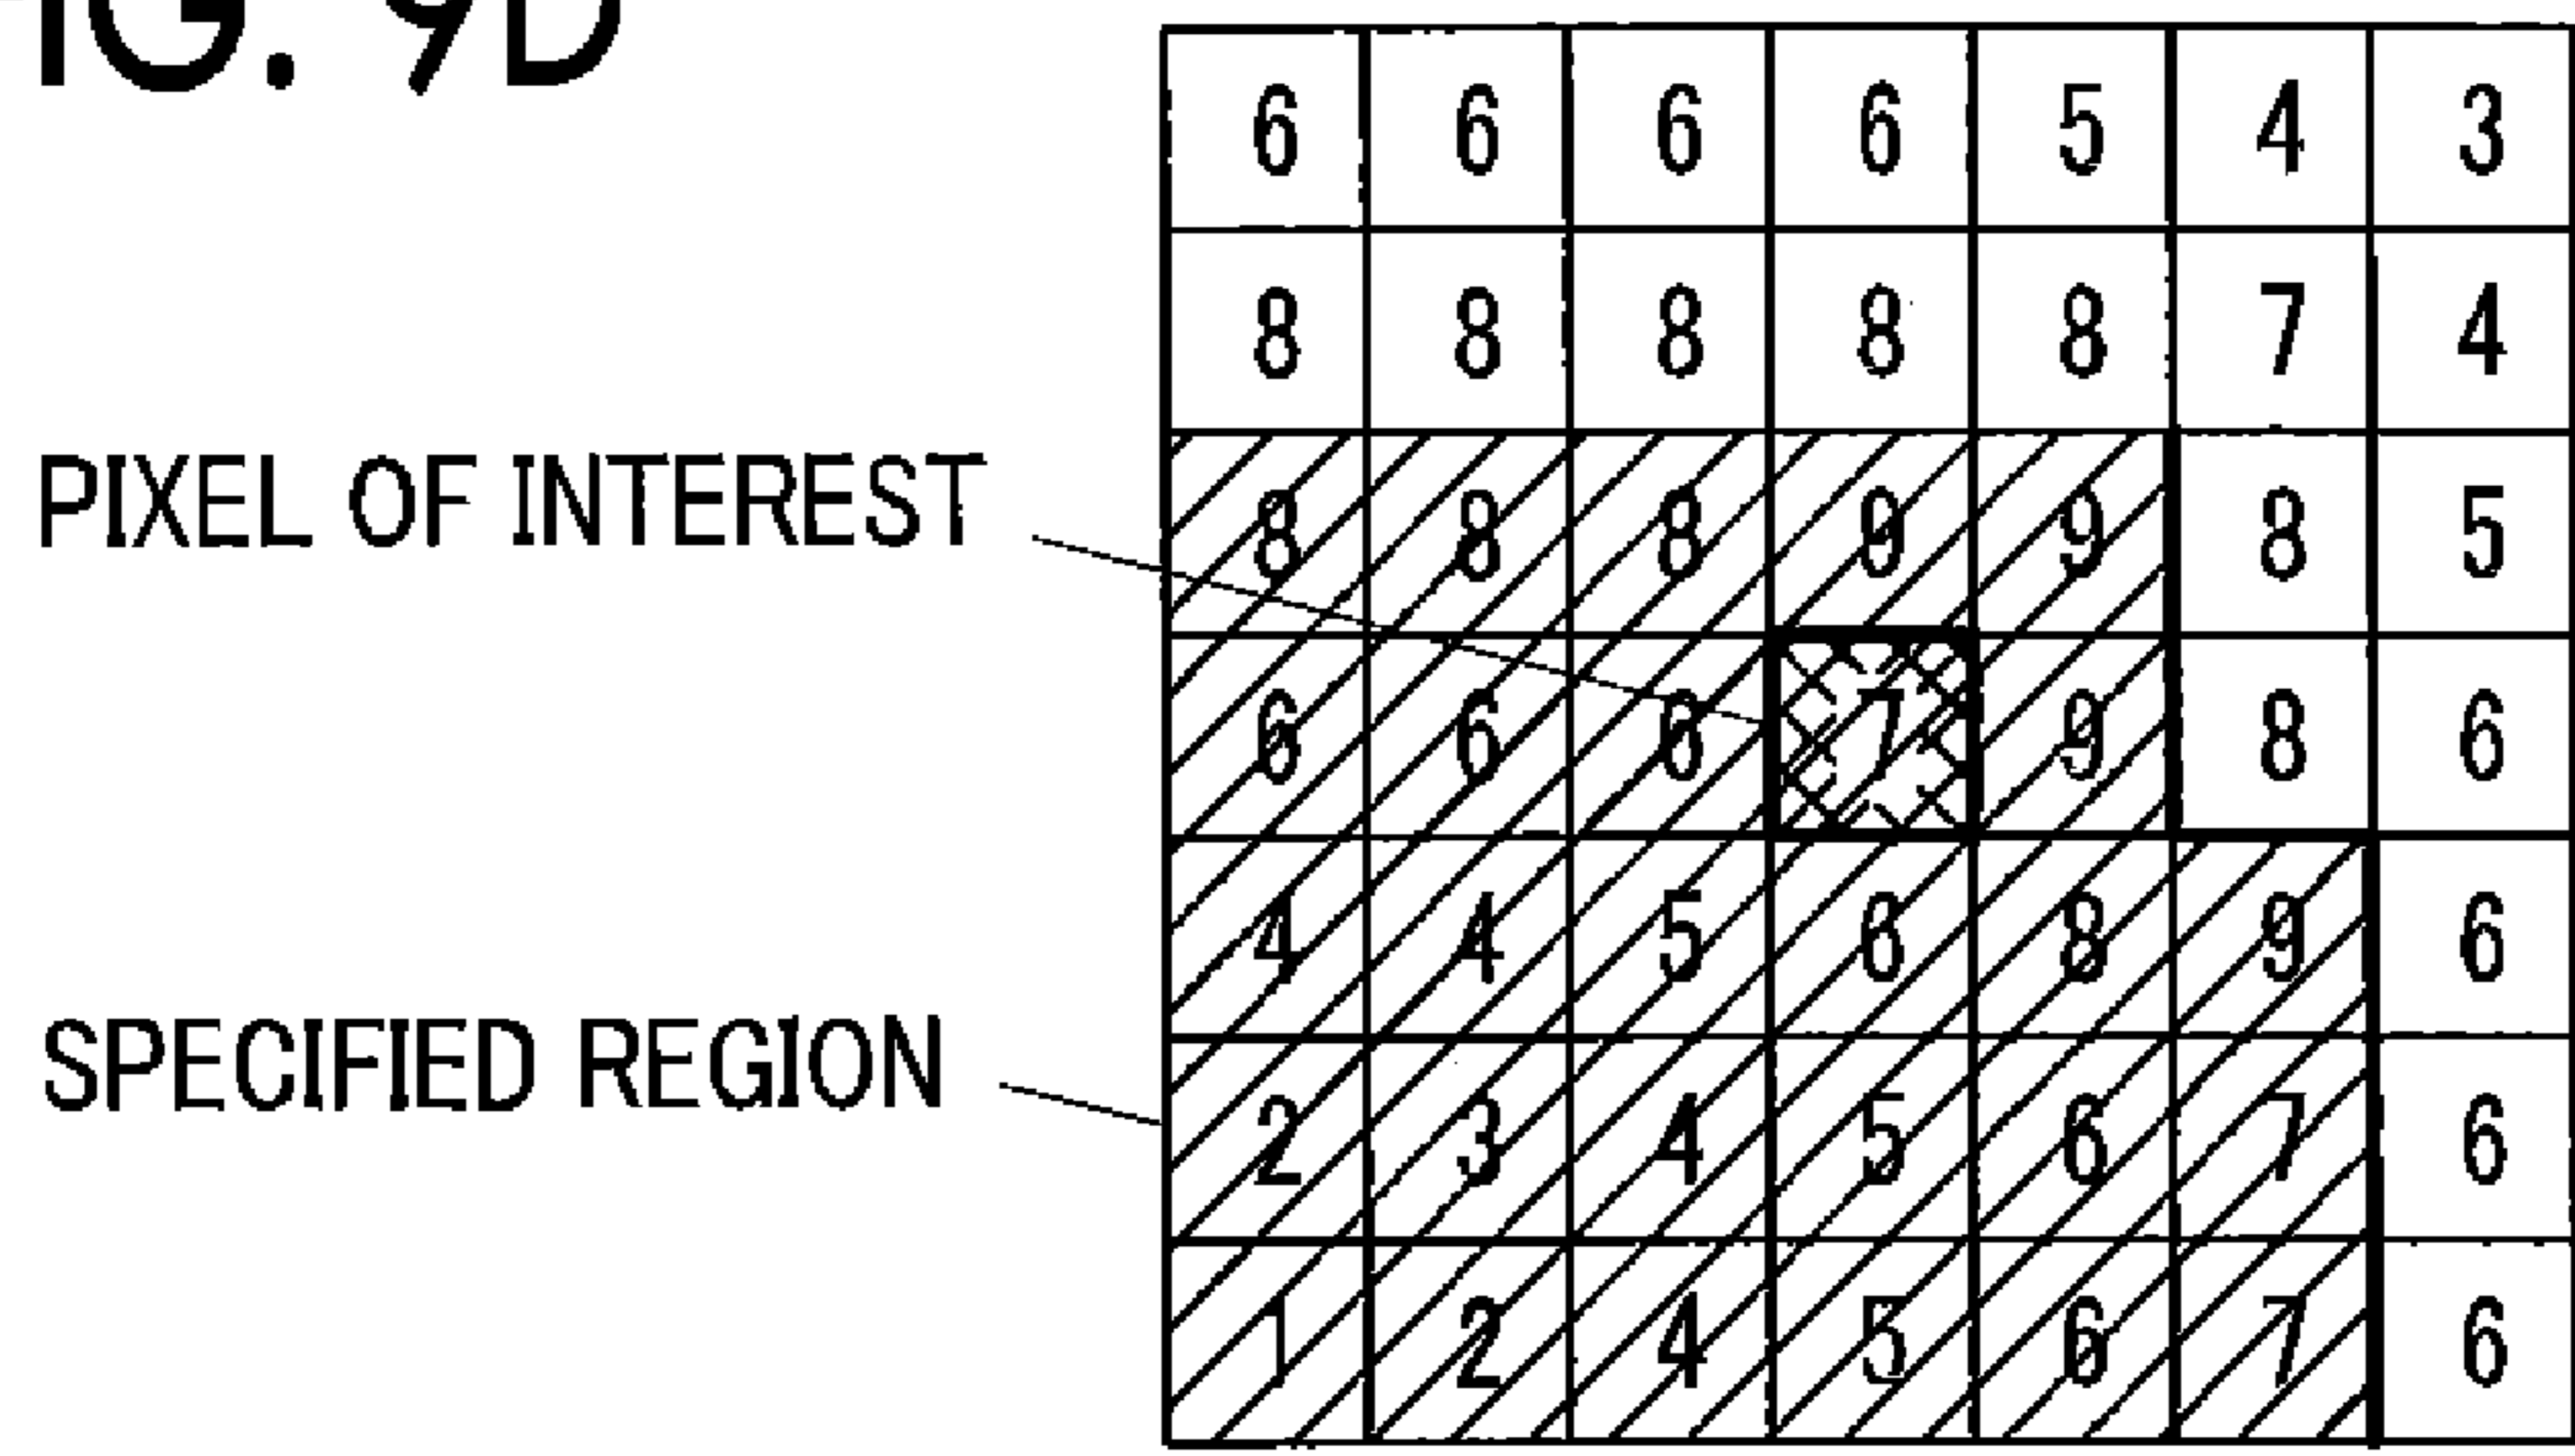 IG. 9D
6 6 6 6 5 4 3
8 8 8 8 8 7 4
PIXEL OF INTEREST
8 8 8 9 9 8 5
6 6 6 7 9 8 6
4 4 5 6 8 9 6
SPECIFIED REGION
2 3 4 5 6 7 6
1 2 4 5 6 7 6